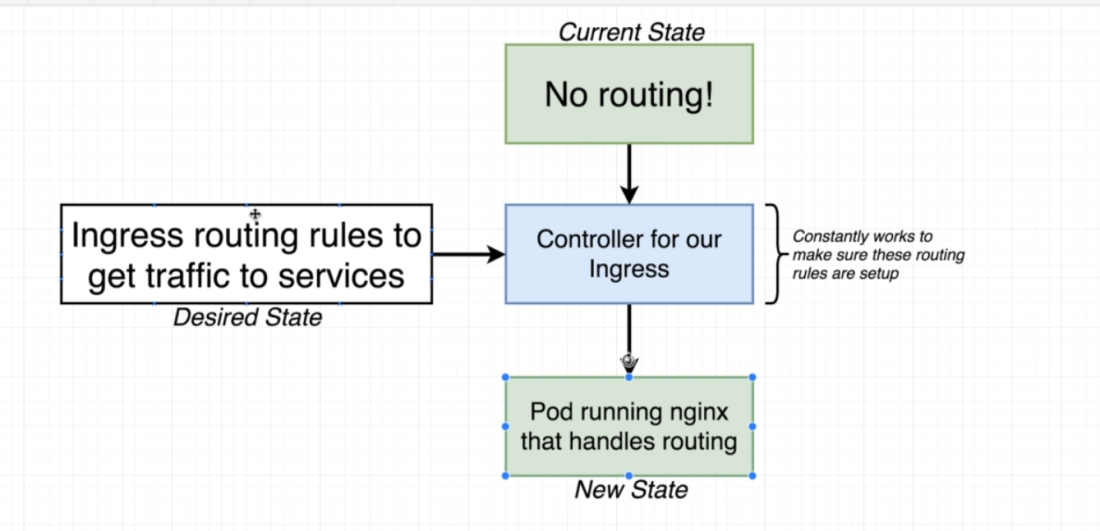 Current State
No routing!
Ingress routing rules to
get traffic to services
Desired State
Controller for our
Ingress
Constantly works to
make sure these routing
rules are setup
Pod running nginx
that handles routing
New State